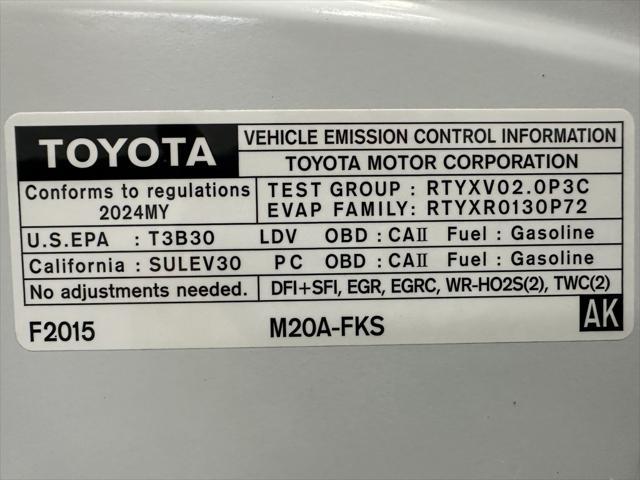 TOYOTA
VEHICLE EMISSION CONTROL INFORMATION
TOYOTA MOTOR CORPORATION
Conforms to regulations
2024MY
TEST GROUP : RTYXV02.0P3C
EVAP FAMILY: RTYXR0130P72
U.S.EPA : T3B30 LDV OBD : CAⅡ Fuel : Gasoline
California : SULEV30 PC OBD : CAⅡ Fuel : Gasoline
No adjustments needed. DFI+SFI, EGR, EGRC, WR-HO2S(2), TWC(2)
F2015 M20A-FKS AK